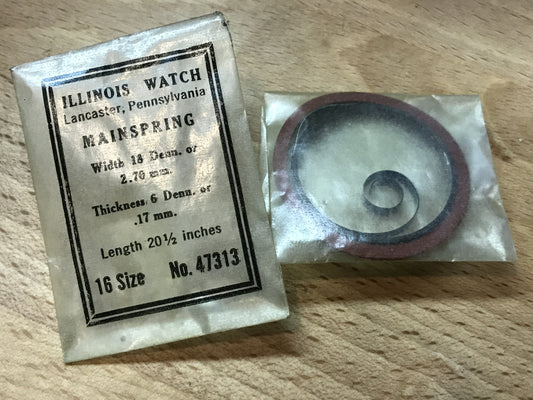 ILLINOIS WATCH
Lancaster, Pennsylvania
MAINSPRING
Width 18 Denn. or
2.70 mm.
Thickness 6 Denn. or
.17 mm.
Length 20½ inches
16 Size No. 47313